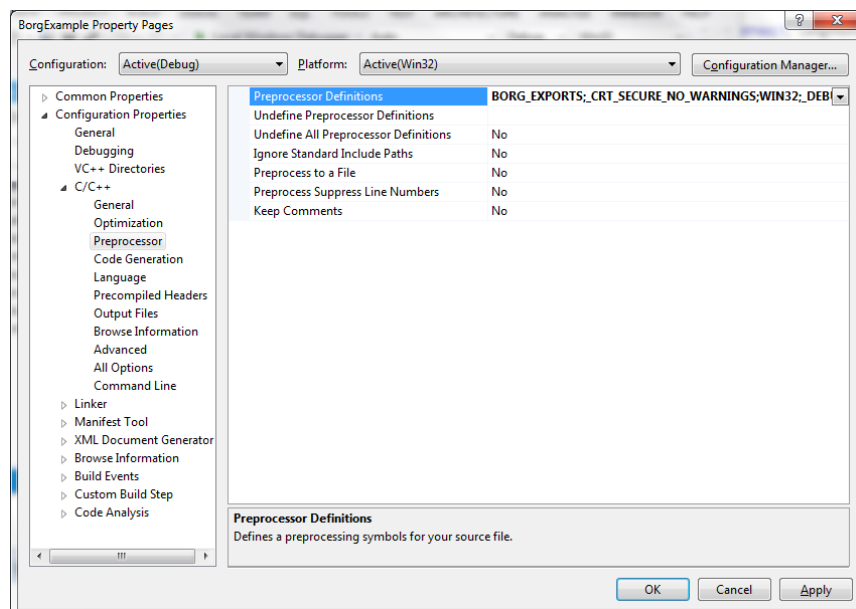 BorgExample Property Pages
Configuration: Active(Debug) Platform: Active(Win32) Configuration Manager...
Common Properties
Configuration Properties
General
Debugging
VC++ Directories
C/C++
General
Optimization
Preprocessor
Code Generation
Language
Precompiled Headers
Output Files
Browse Information
Advanced
All Options
Command Line
Linker
Manifest Tool
XML Document Generator
Browse Information
Build Events
Custom Build Step
Code Analysis
Preprocessor Definitions BORG_EXPORTS;_CRT_SECURE_NO_WARNINGS;WIN32;_DEBU
Undefine Preprocessor Definitions
Undefine All Preprocessor Definitions No
Ignore Standard Include Paths No
Preprocess to a File No
Preprocess Suppress Line Numbers No
Keep Comments No
Preprocessor Definitions
Defines a preprocessing symbols for your source file.
OK Cancel Apply